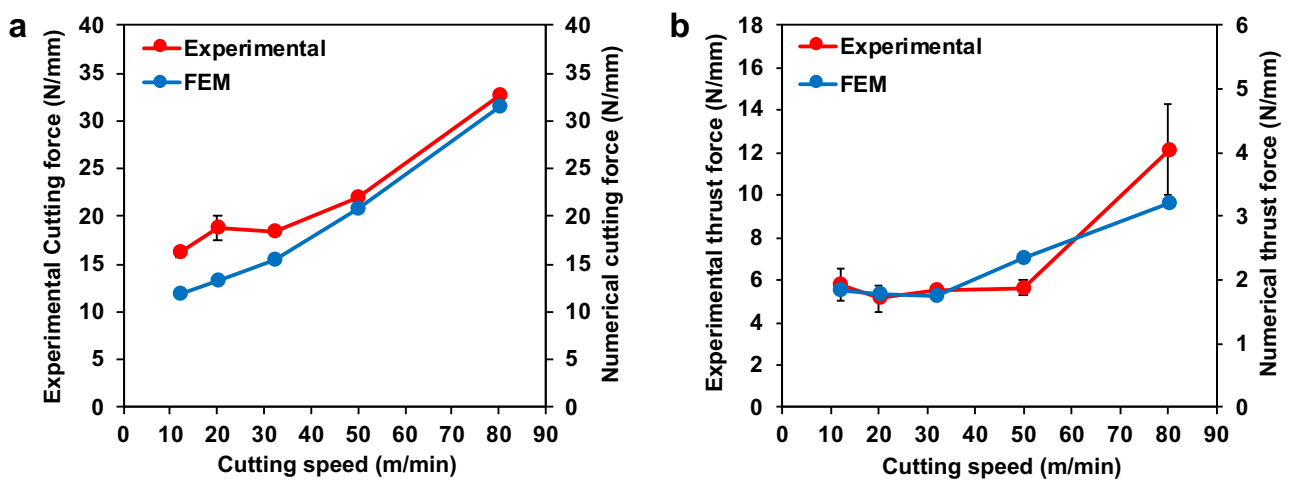 a
Experimental Cutting force (N/mm)
40
35
30
25
20
15
10
5
0
Experimental
FEM
0 10 20 30 40 50 60 70 80 90
Cutting speed (m/min)
40
35
30
25
20
15
10
5
0
Numerical cutting force (N/mm)
b
Experimental thrust force (N/mm)
18
16
14
12
10
8
6
4
2
0
Experimental
FEM
0 10 20 30 40 50 60 70 80 90
Cutting speed (m/min)
6
5
4
3
2
1
0
Numerical thrust force (N/mm)